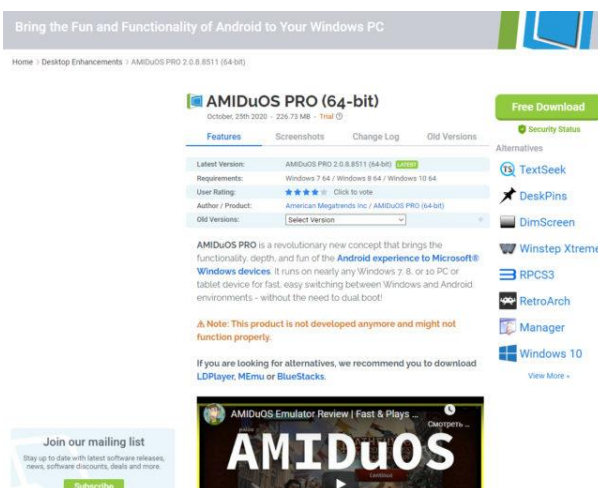 Bring the Fun and Functionality of Android to Your Windows PC
Home > Desktop Enhancements > AMIDuOS PRO 2.0.8.8511 (64-bit)
AMIDuOS PRO (64-bit)
October, 25th 2020 - 226.73 MB - Trial
Features Screenshots Change Log Old Versions
Latest Version: AMIDuOS PRO 2.0.8.8511 (64-bit) LATEST
Requirements: Windows 7 64 / Windows 8 64 / Windows 10 64
User Rating: Click to vote
Author / Product: American Megatrends Inc / AMIDuOS PRO (64-bit)
Old Versions: Select Version
AMIDuOS PRO is a revolutionary new concept that brings the
functionality, depth, and fun of the Android experience to Microsoft®
Windows devices. It runs on nearly any Windows 7, 8, or 10 PC or
tablet device for fast, easy switching between Windows and Android
environments - without the need to dual boot!
Note: This product is not developed anymore and might not
function properly.
If you are looking for alternatives, we recommend you to download
LDPlayer, MEmu or BlueStacks.
AMIDuOS Emulator Review | Fast & Plays ...
Смотреть ...
AMIDUOS
Continue
Free Download
Security Status
Alternatives
TS TextSeek
DeskPins
DimScreen
Winstep Xtreme
RPCS3
RetroArch
Manager
Windows 10
View More »
Join our mailing list
Stay up to date with latest software releases,
news, software discounts, deals and more.
Subscribe